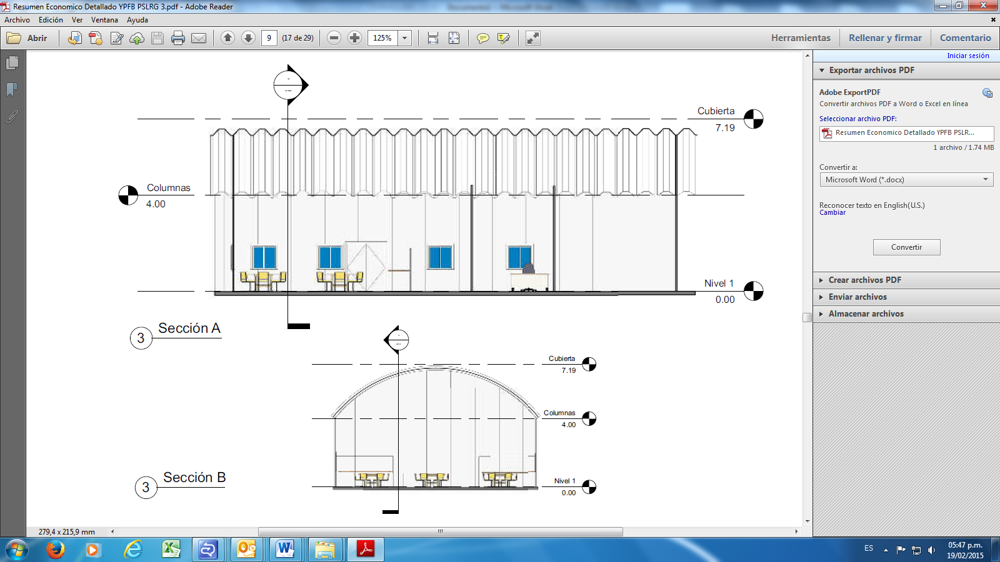 Resumen Economico Detallado YPFB PSLRG 3.pdf - Adobe Reader
Archivo Edición Ver Ventana Ayuda
Abrir
9 (17 de 29)
125%
Herramientas Rellenar y firmar Comentario
Iniciar sesión
Exportar archivos PDF
Adobe ExportPDF
Convertir archivos PDF a Word o Excel en línea
Seleccionar archivo PDF:
Resumen Economico Detallado YPFB PSLR...
1 archivo / 1.74 MB
Convertir a:
Microsoft Word (*.docx)
Reconocer texto en English(U.S.)
Cambiar
Convertir
Crear archivos PDF
Enviar archivos
Almacenar archivos
Cubierta
7.19
Columnas
4.00
Nivel 1
0.00
3 Sección A
Cubierta
7.19
Columnas
4.00
Nivel 1
0.00
3 Sección B
279,4 x 215,9 mm
ES
05:47 p.m.
19/02/2015